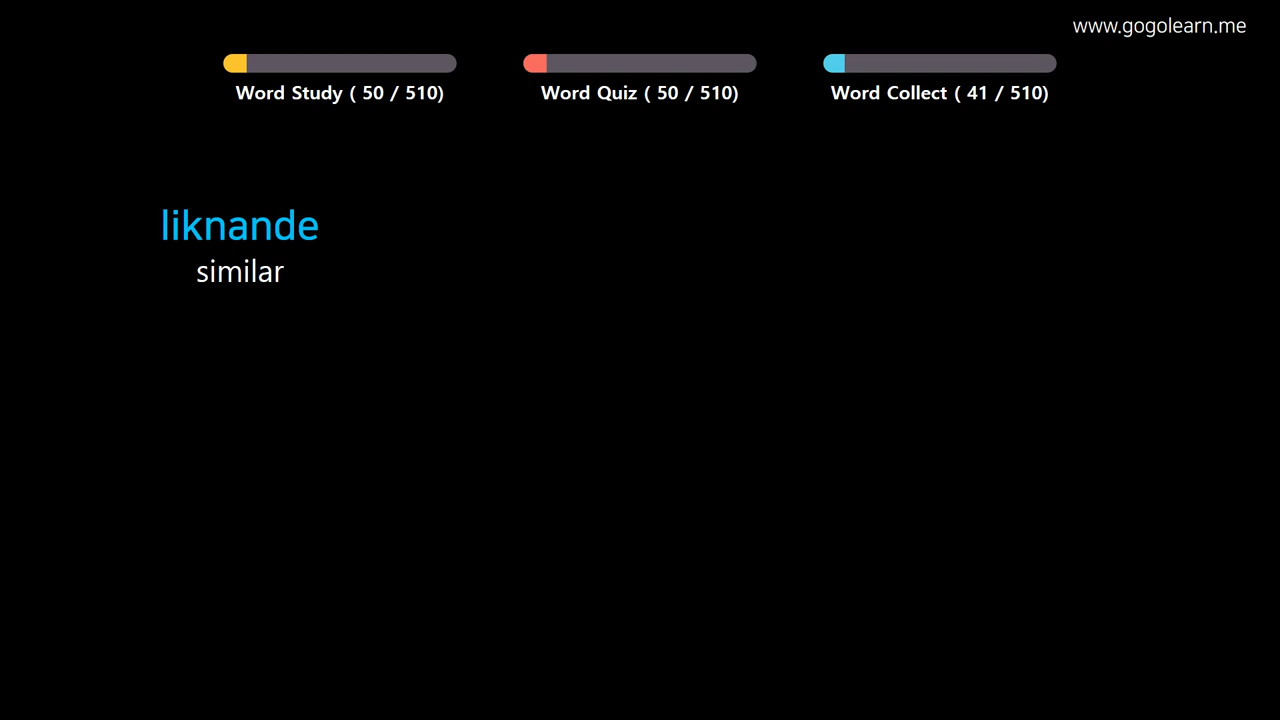 www.gogolearn.me
Word Study ( 50 / 510)
Word Quiz ( 50 / 510)
Word Collect ( 41 / 510)
liknande
similar